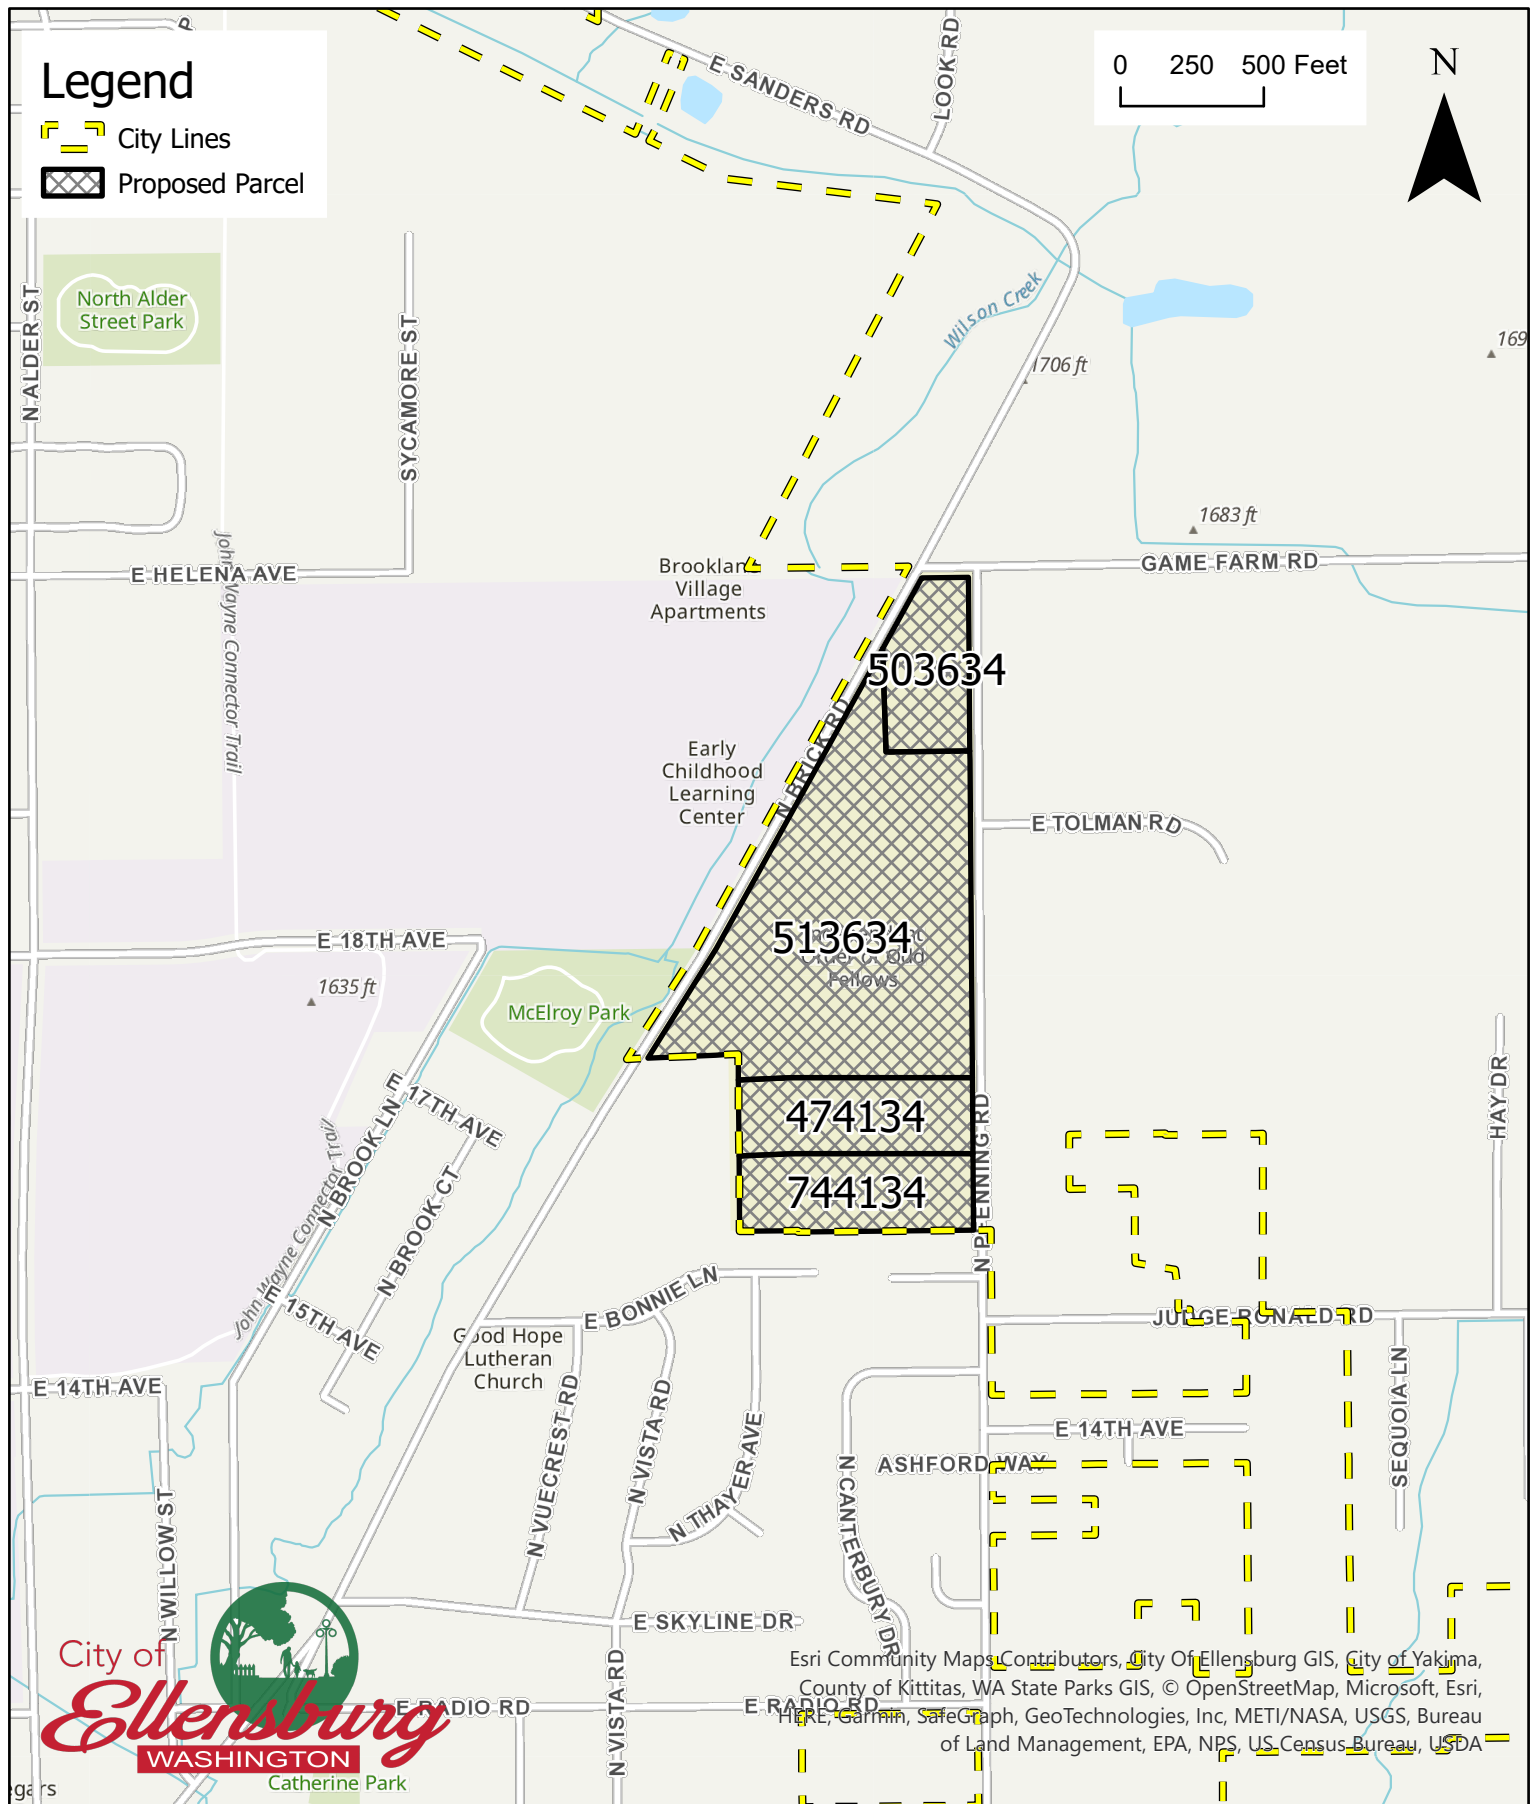 P
Legend
City Lines
Proposed Parcel
E SANDERS RD
LOOK RD
0 250 500 Feet
N
North Alder
Street Park
N ALDER ST
SYCAMORE ST
Wilson Creek
1706 ft
169
1683 ft
GAME FARM RD
E HELENA AVE
John Wayne Connector Trail
Village
Apartments
503634
Early
Childhood
Learning
Center
N BRICK RD
E TOLMAN RD
E 18TH AVE
513634
Fellows
1635 ft
McElroy Park
E 17TH AVE
474134
744134
N BROOK LN
N BROOK CT
John Wayne Connector Trail
HAY DR
E 15TH AVE
E BONNIE LN
Good Hope
Lutheran
Church
JUDGE RONALD RD
E 14TH AVE
N VUECREST RD
N VISTA RD
N THAYER AVE
N CANTERBURY DR
E 14TH AVE
ASHFORD WAY
SEQUOIA LN
N WILLOW ST
E SKYLINE DR
N VISTA RD
E RADIO RD
E RADIO RD
City of
Ellensburg
WASHINGTON
Catherine Park
Esri Community Maps Contributors, City Of Ellensburg GIS, City of Yakima,
County of Kittitas, WA State Parks GIS, © OpenStreetMap, Microsoft, Esri,
HERE, Garmin, SafeGraph, GeoTechnologies, Inc, METI/NASA, USGS, Bureau
of Land Management, EPA, NPS, US Census Bureau, USDA